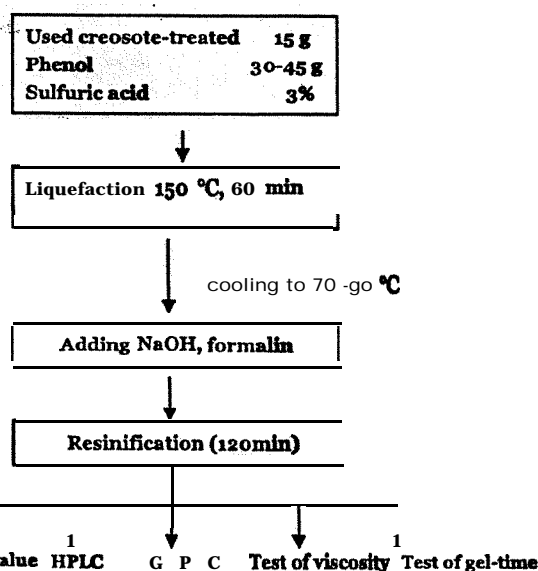 Used creosote-treated 15 g
Phenol 30-45 g
Sulfuric acid 3%
Liquefaction 150 °C, 60 min
cooling to 70 -go °C
Adding NaOH, formalin
Resinification (120min)
1 1
alue HPLC G P C Test of viscosity Test of gel-time